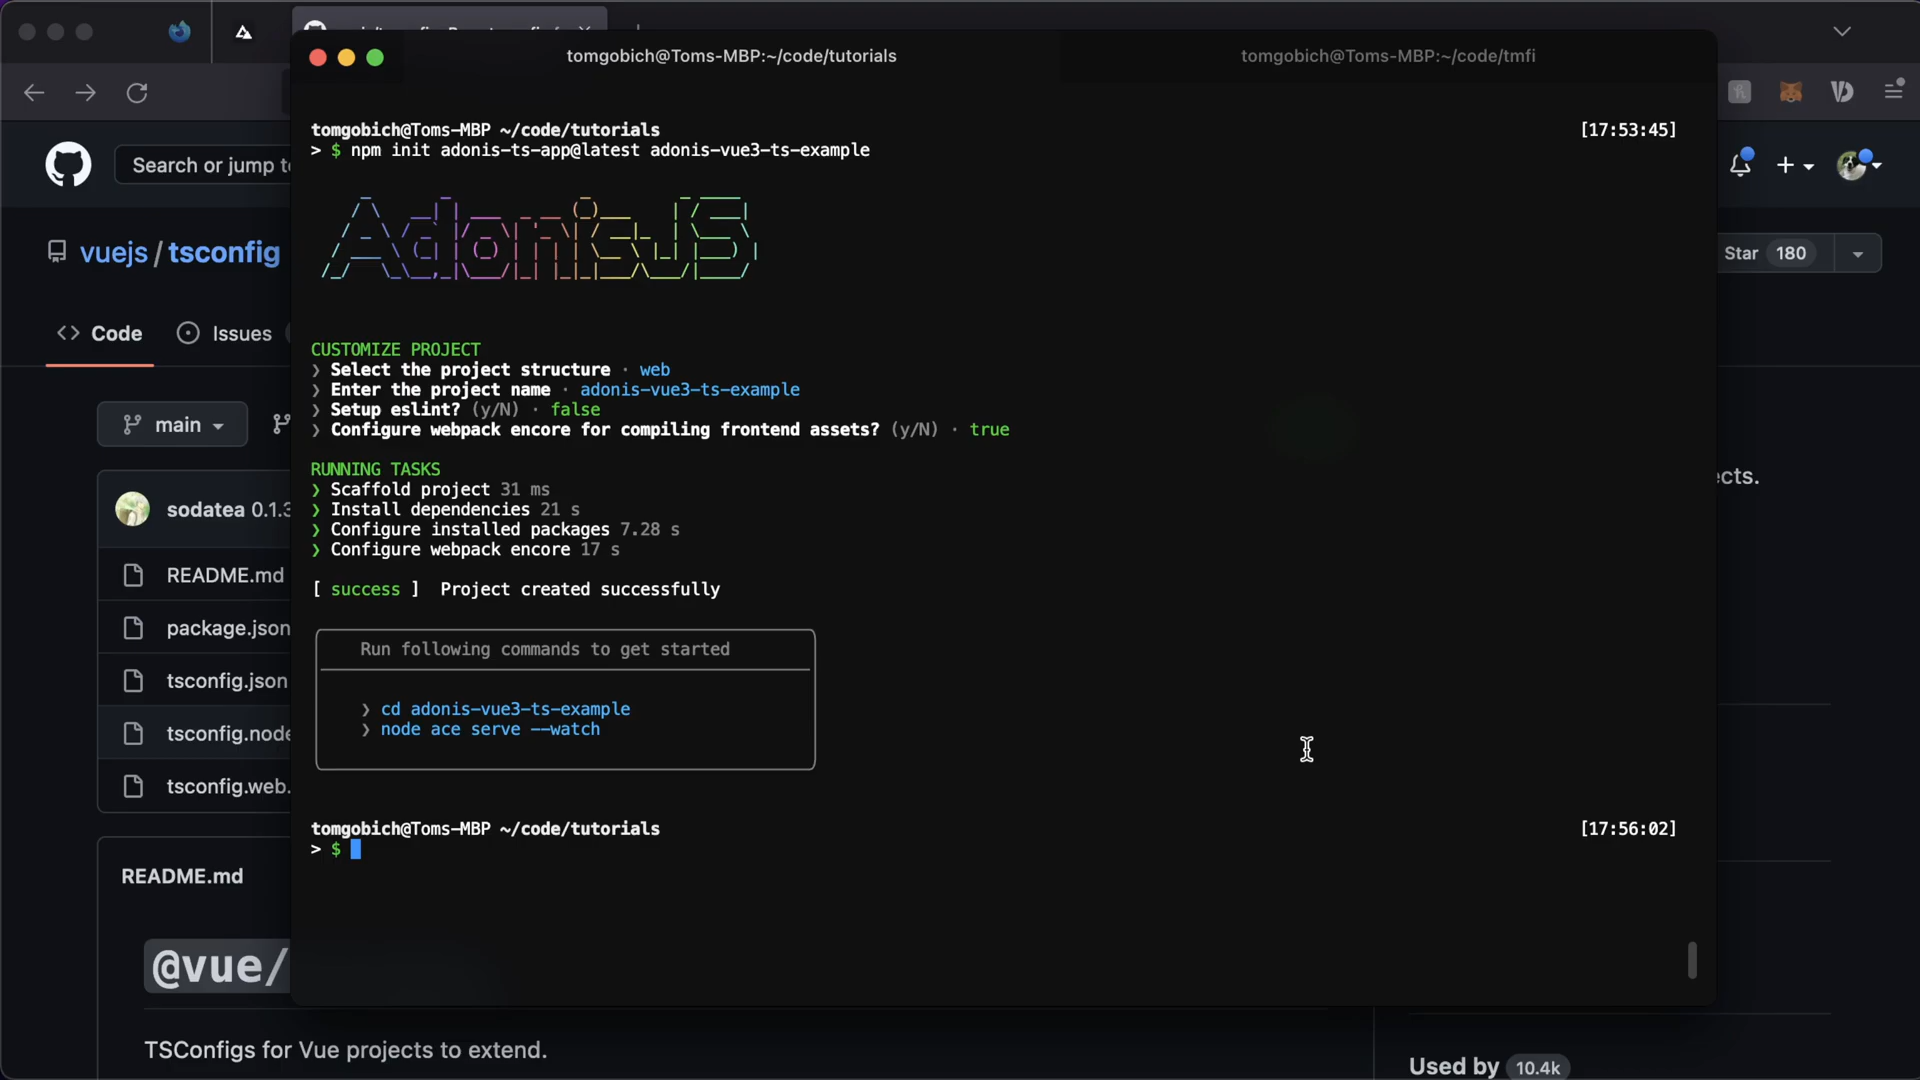 tomgobich@Toms-MBP:~/code/tutorials
tomgobich@Toms-MBP:~/code/tmfi
Search or jump t
vuejs / tsconfig
Star 180
Code
Issues
main
sodatea 0.1.3
README.md
package.json
tsconfig.json
tsconfig.node
tsconfig.web.
README.md
@vue/
TSConfigs for Vue projects to extend.
ects.
Used by 10.4k
tomgobich@Toms-MBP ~/code/tutorials [17:53:45]
> $ npm init adonis-ts-app@latest adonis-vue3-ts-example
AdonisJS
CUSTOMIZE PROJECT
❯ Select the project structure · web
❯ Enter the project name · adonis-vue3-ts-example
❯ Setup eslint? (y/N) · false
❯ Configure webpack encore for compiling frontend assets? (y/N) · true
RUNNING TASKS
❯ Scaffold project 31 ms
❯ Install dependencies 21 s
❯ Configure installed packages 7.28 s
❯ Configure webpack encore 17 s
[ success ]  Project created successfully
Run following commands to get started
❯ cd adonis-vue3-ts-example
❯ node ace serve --watch
tomgobich@Toms-MBP ~/code/tutorials [17:56:02]
> $